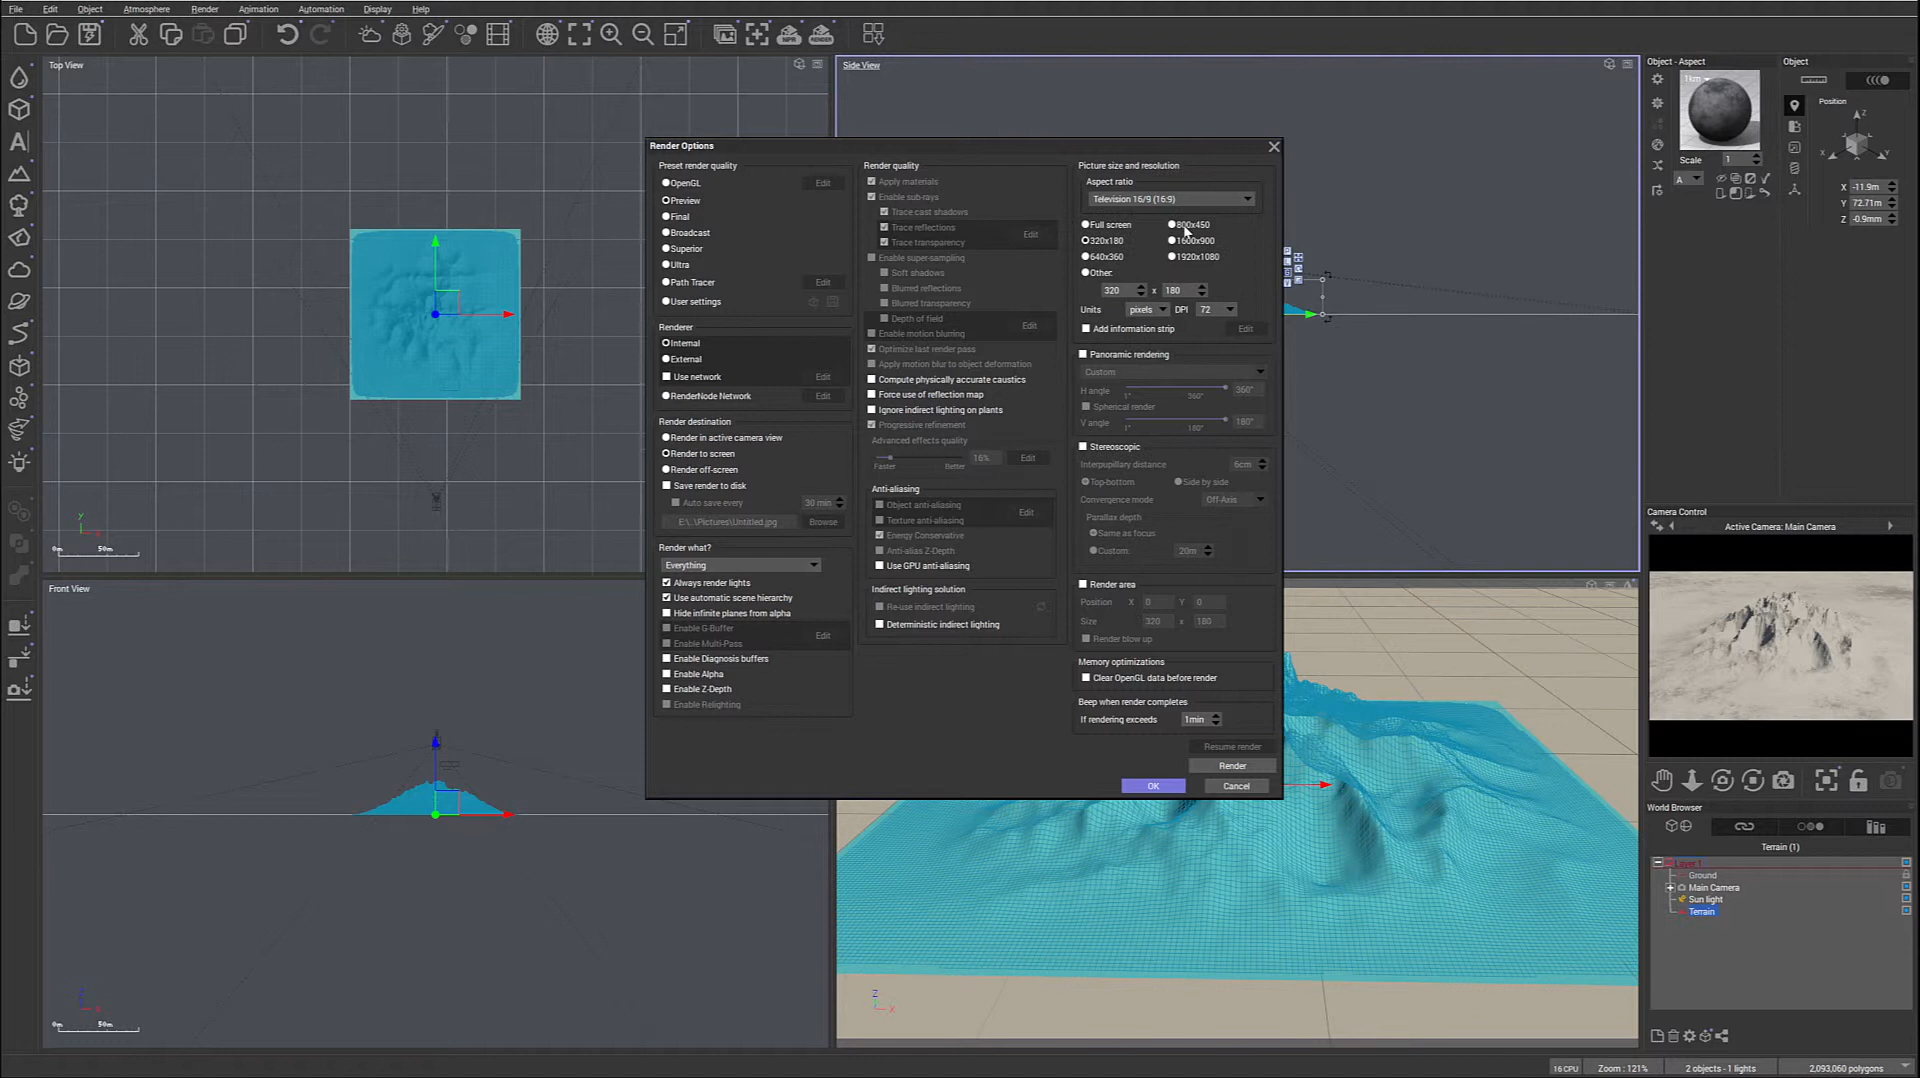 File Edit Object Atmosphere Render Animation Automation Display Help
Top View
Side View
Front View
0m 50m
0m 50m
Render Options
Preset render quality
OpenGL Edit
Preview
Final
Broadcast
Superior
Ultra
Path Tracer Edit
User settings
Renderer
Internal
External
Use network Edit
RenderNode Network Edit
Render destination
Render in active camera view
Render to screen
Render off-screen
Save render to disk
Auto save every 30 min
E:\..\Pictures\Untitled.jpg Browse
Render what?
Everything
Always render lights
Use automatic scene hierarchy
Hide infinite planes from alpha
Enable G-Buffer
Enable Multi-Pass
Edit
Enable Diagnosis buffers
Enable Alpha
Enable Z-Depth
Enable Relighting
Render quality
Apply materials
Enable sub-rays
Trace cast shadows
Trace reflections
Trace transparency
Edit
Enable super-sampling
Soft shadows
Blurred reflections
Blurred transparency
Depth of field
Edit
Enable motion blurring
Optimize last render pass
Apply motion blur to object deformation
Compute physically accurate caustics
Force use of reflection map
Ignore indirect lighting on plants
Progressive refinement
Advanced effects quality
16% Edit
Faster Better
Anti-aliasing
Object anti-aliasing
Texture anti-aliasing
Edit
Energy Conservative
Anti-alias Z-Depth
Use GPU anti-aliasing
Indirect lighting solution
Re-use indirect lighting
Deterministic indirect lighting
Picture size and resolution
Aspect ratio
Television 16/9 (16:9)
Full screen 800x450
320x180 1600x900
640x360 1920x1080
Other:
320 x 180
Units pixels DPI 72
Add information strip Edit
Panoramic rendering
Custom
H angle 1° 360° 360°
Spherical render
V angle 1° 180° 180°
Stereoscopic
Interpupillary distance 6cm
Top-bottom Side by side
Convergence mode Off-Axis
Parallax depth
Same as focus
Custom: 20m
Render area
Position X 0 Y 0
Size 320 x 180
Render blow up
Memory optimizations
Clear OpenGL data before render
Beep when render completes
If rendering exceeds 1min
Resume render
Render
OK Cancel
Object - Aspect
1km
Scale 1
A
Object
Position
X -11.9m
Y 72.71m
Z -0.9mm
Camera Control
Active Camera: Main Camera
World Browser
Terrain (1)
Layer 1
Ground
Main Camera
Sun light
Terrain
16 CPU Zoom : 121% 2 objects - 1 lights 2,093,060 polygons